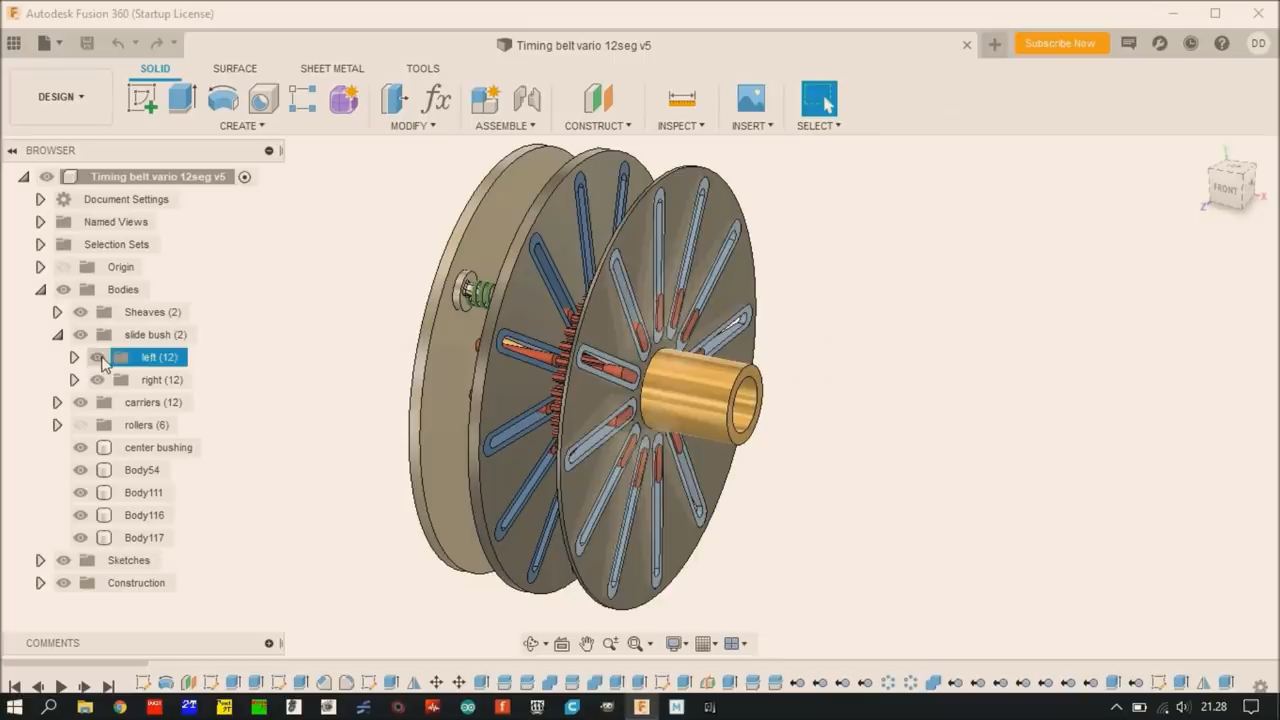 Autodesk Fusion 360 (Startup License)
Timing belt vario 12seg v5
Subscribe Now
DD
SOLID
SURFACE
SHEET METAL
TOOLS
DESIGN
CREATE
MODIFY
ASSEMBLE
CONSTRUCT
INSPECT
INSERT
SELECT
BROWSER
Timing belt vario 12seg v5
Document Settings
Named Views
Selection Sets
Origin
Bodies
Sheaves (2)
slide bush (2)
left (12)
right (12)
carriers (12)
rollers (6)
center bushing
Body54
Body111
Body116
Body117
Sketches
Construction
FRONT
Z
X
COMMENTS
21.28